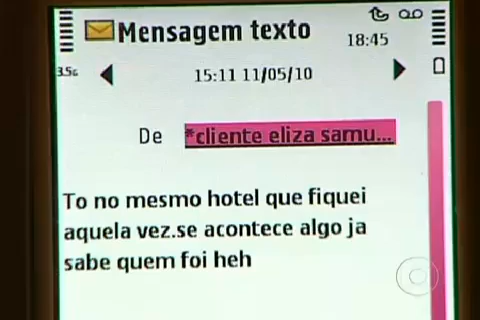 Mensagem texto
18:45
3.5G
15:11 11/05/10
De *cliente eliza samu...
To no mesmo hotel que fiquei
aquela vez.se acontece algo ja
sabe quem foi heh